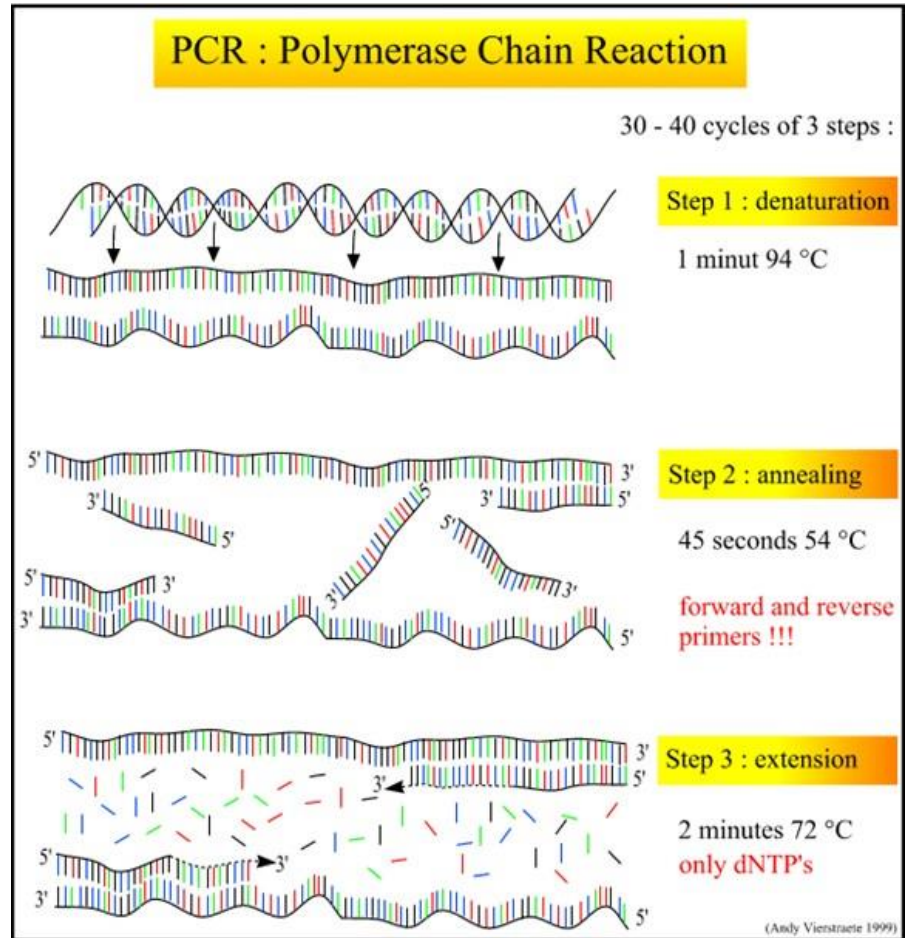 PCR : Polymerase Chain Reaction
30 - 40 cycles of 3 steps :
Step 1 : denaturation
1 minut 94 °C
5'
3'
Step 2 : annealing
3'
5'
5'
3'
5'
45 seconds 54 °C
5'
3'
5'
3'
3'
3'
forward and reverse
primers !!!
5'
5'
3'
Step 3 : extension
3'
5'
2 minutes 72 °C
only dNTP's
5'
3'
3'
5'
(Andy Vierstraete 1999)